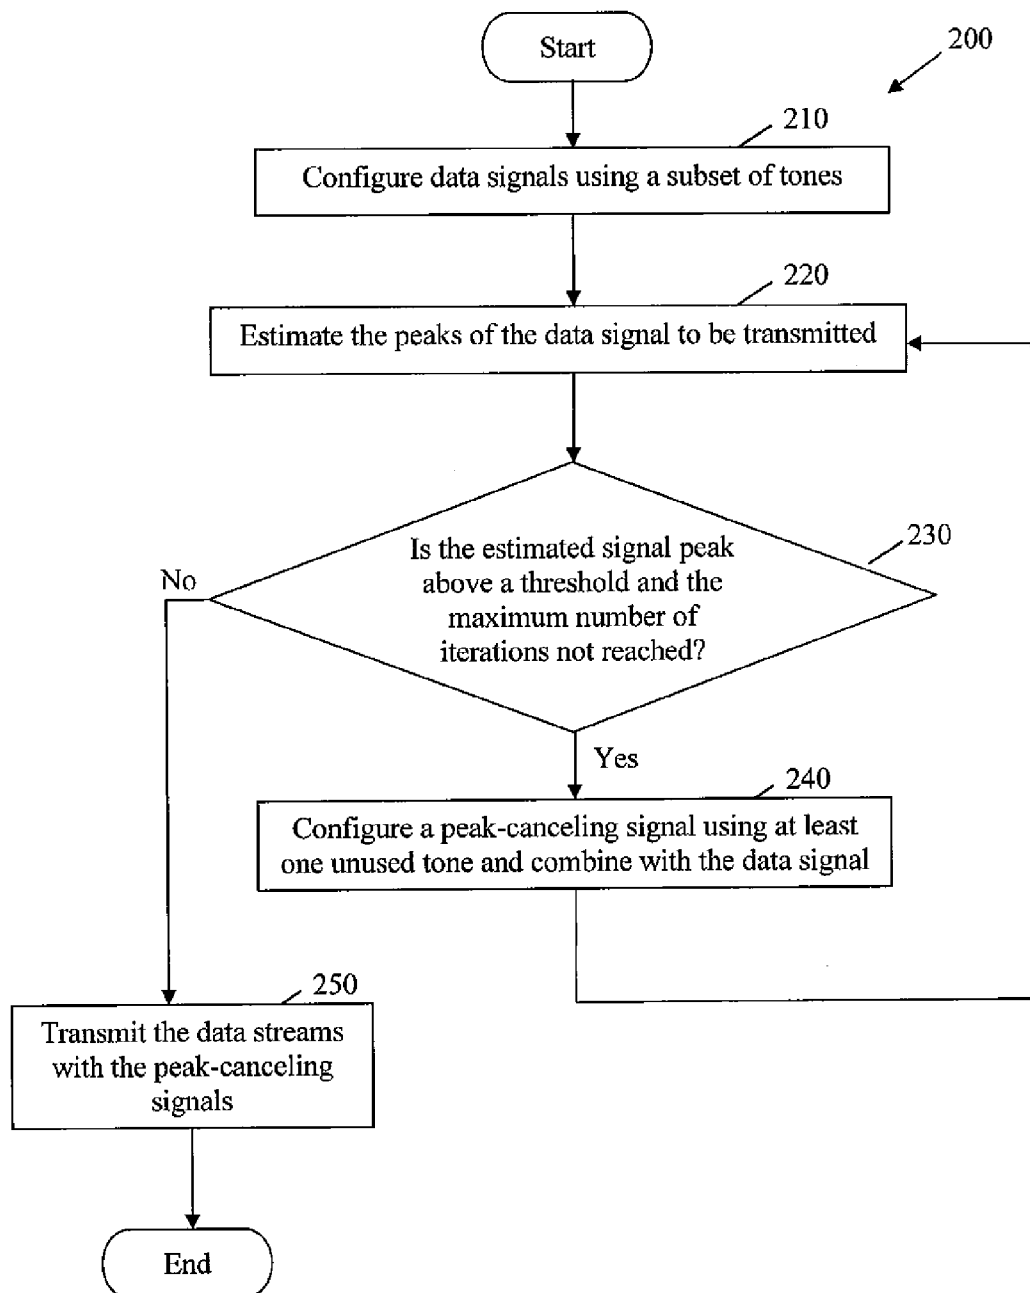 Start
200
210
Configure data signals using a subset of tones
220
Estimate the peaks of the data signal to be transmitted
230
Is the estimated signal peak
above a threshold and the
maximum number of
iterations not reached?
No
Yes
240
Configure a peak-canceling signal using at least
one unused tone and combine with the data signal
250
Transmit the data streams
with the peak-canceling
signals
End